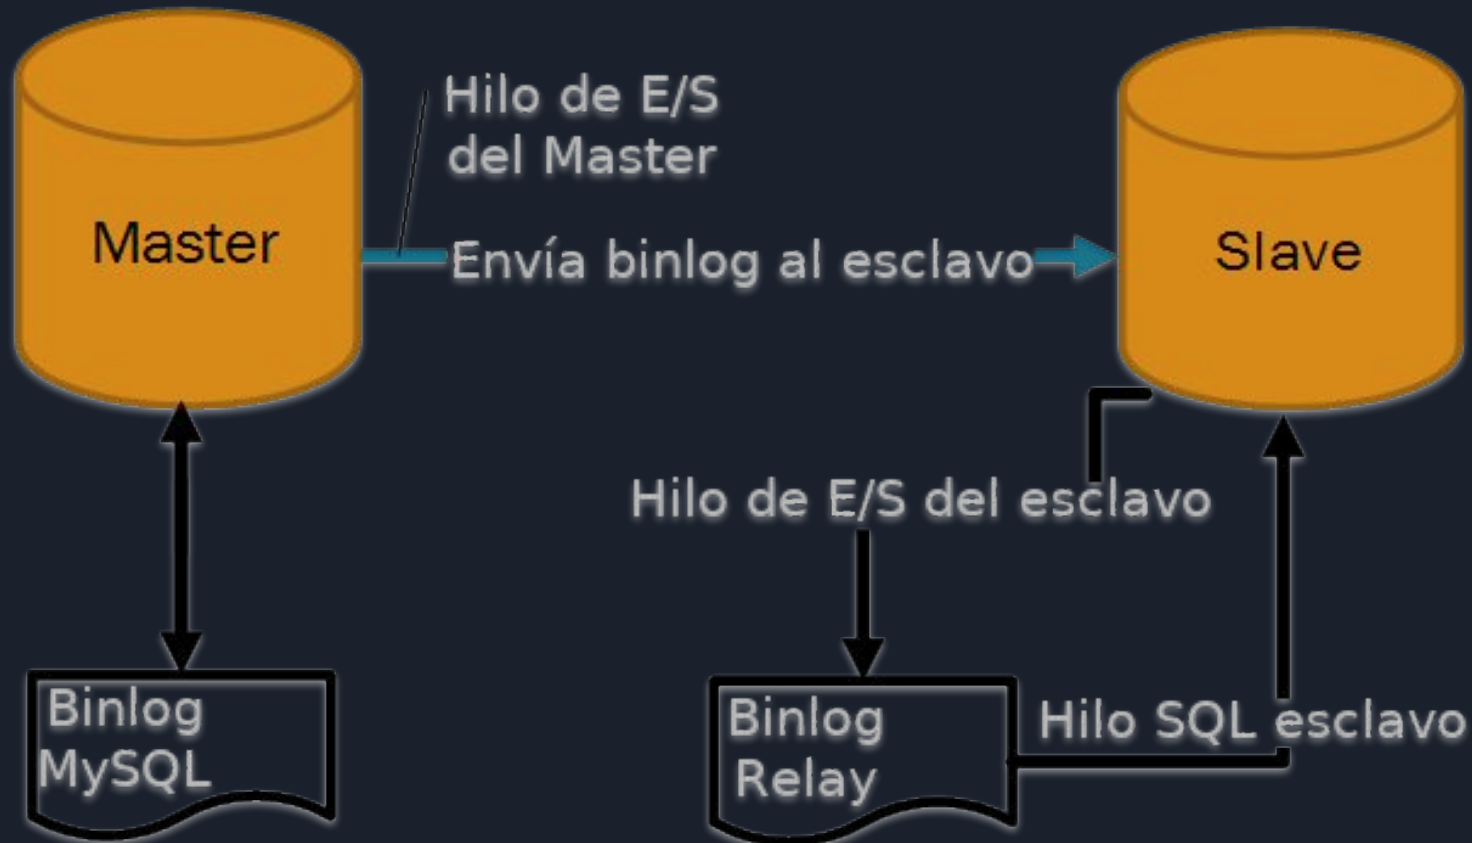 Hilo de E/S
del Master
Master
Envía binlog al esclavo
Slave
Hilo de E/S del esclavo
Binlog
MySQL
Binlog
Relay
Hilo SQL esclavo